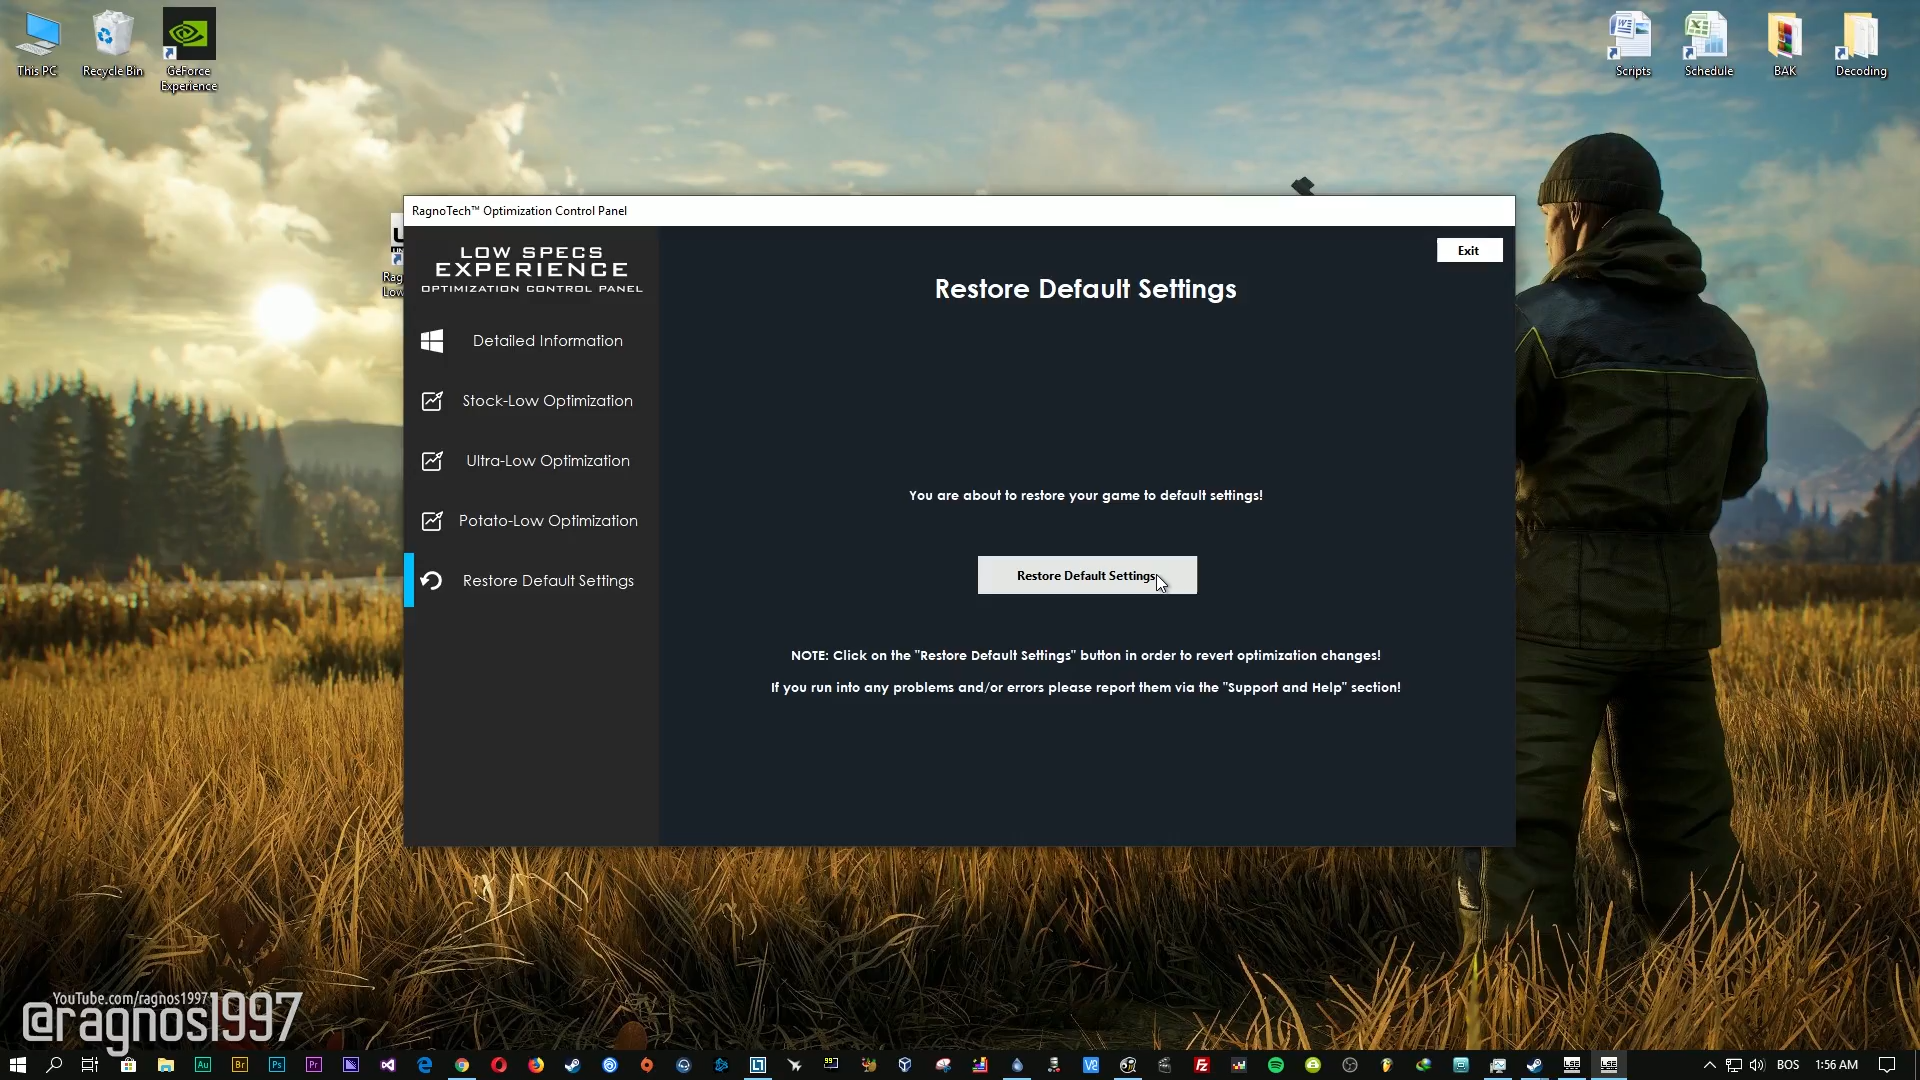 This PC
Recycle Bin
GeForce
Experience
Scripts
Schedule
BAK
Decoding
RagnoTech™ Optimization Control Panel
LOW SPECS
EXPERIENCE
OPTIMIZATION CONTROL PANEL
Exit
Restore Default Settings
Detailed Information
Stock-Low Optimization
Ultra-Low Optimization
Potato-Low Optimization
Restore Default Settings
You are about to restore your game to default settings!
Restore Default Settings
NOTE: Click on the "Restore Default Settings" button in order to revert optimization changes!
If you run into any problems and/or errors please report them via the "Support and Help" section!
YouTube.com/ragnos1997
@ragnos1997
Au
Br
Ps
Pr
BOS
1:56 AM